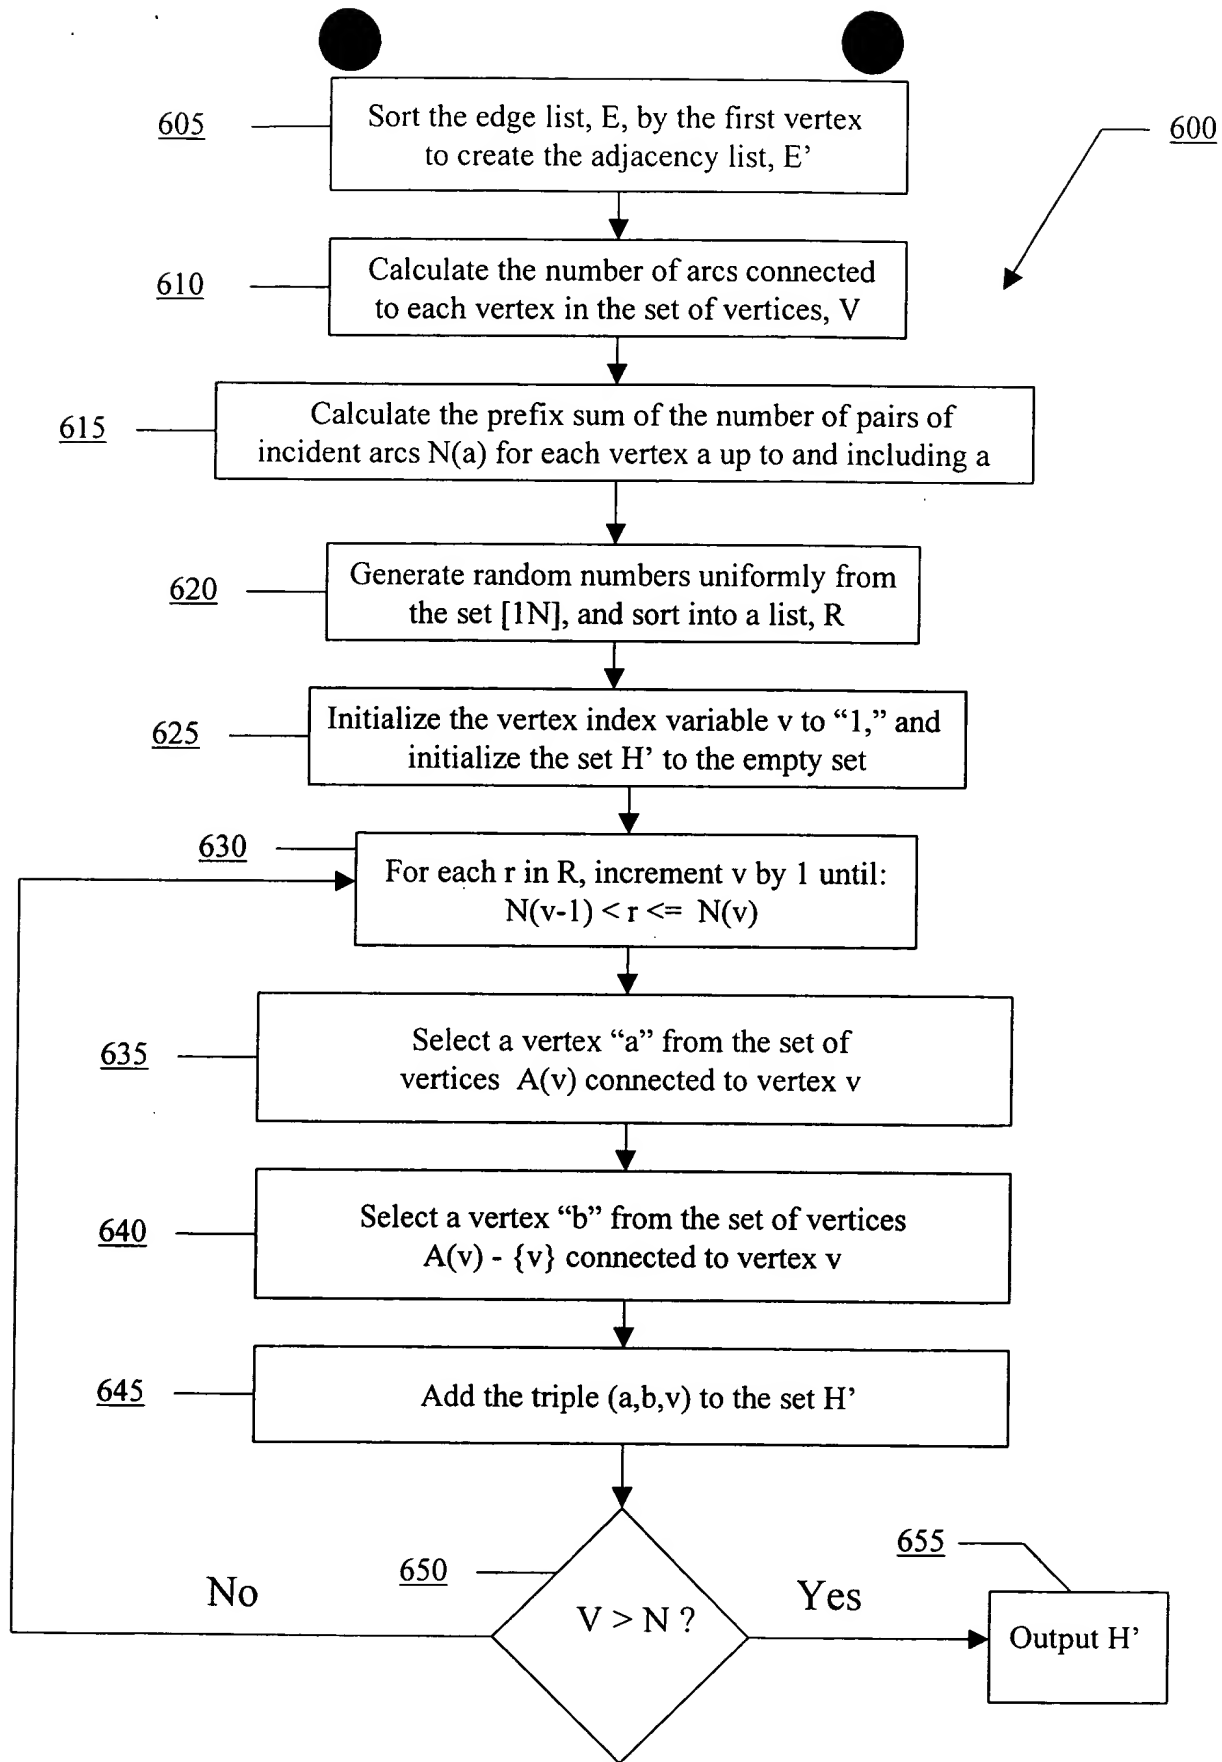 605
Sort the edge list, E, by the first vertex
to create the adjacency list, E’
600
610
Calculate the number of arcs connected
to each vertex in the set of vertices, V
615
Calculate the prefix sum of the number of pairs of
incident arcs N(a) for each vertex a up to and including a
620
Generate random numbers uniformly from
the set [1N], and sort into a list, R
625
Initialize the vertex index variable v to “1,” and
initialize the set H’ to the empty set
630
For each r in R, increment v by 1 until:
N(v-1) < r <= N(v)
635
Select a vertex “a” from the set of
vertices A(v) connected to vertex v
640
Select a vertex “b” from the set of vertices
A(v) - {v} connected to vertex v
645
Add the triple (a,b,v) to the set H’
650
V > N ?
No
Yes
655
Output H’